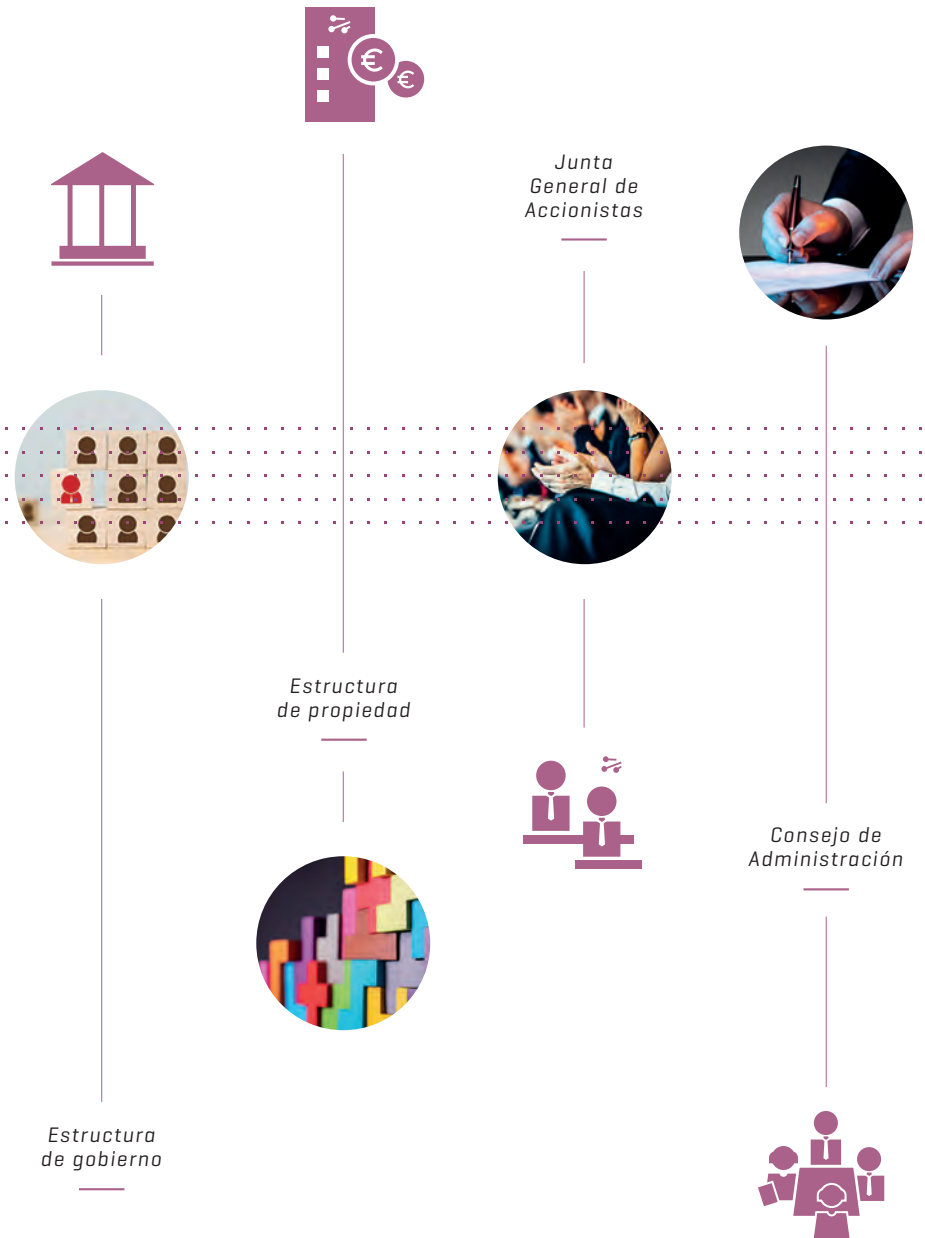 €
€
Junta
General de
Accionistas
Estructura
de propiedad
Consejo de
Administración
Estructura
de gobierno